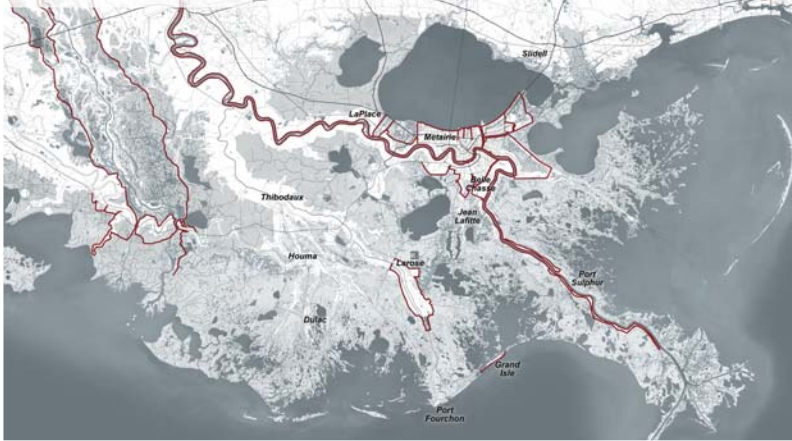 Slidell
LaPlace
Metairie
Belle
Chasse
Thibodaux
Jean
Lafitte
Houma
Larose
Port
Sulphur
Dulac
Grand
Isle
Port
Fourchon